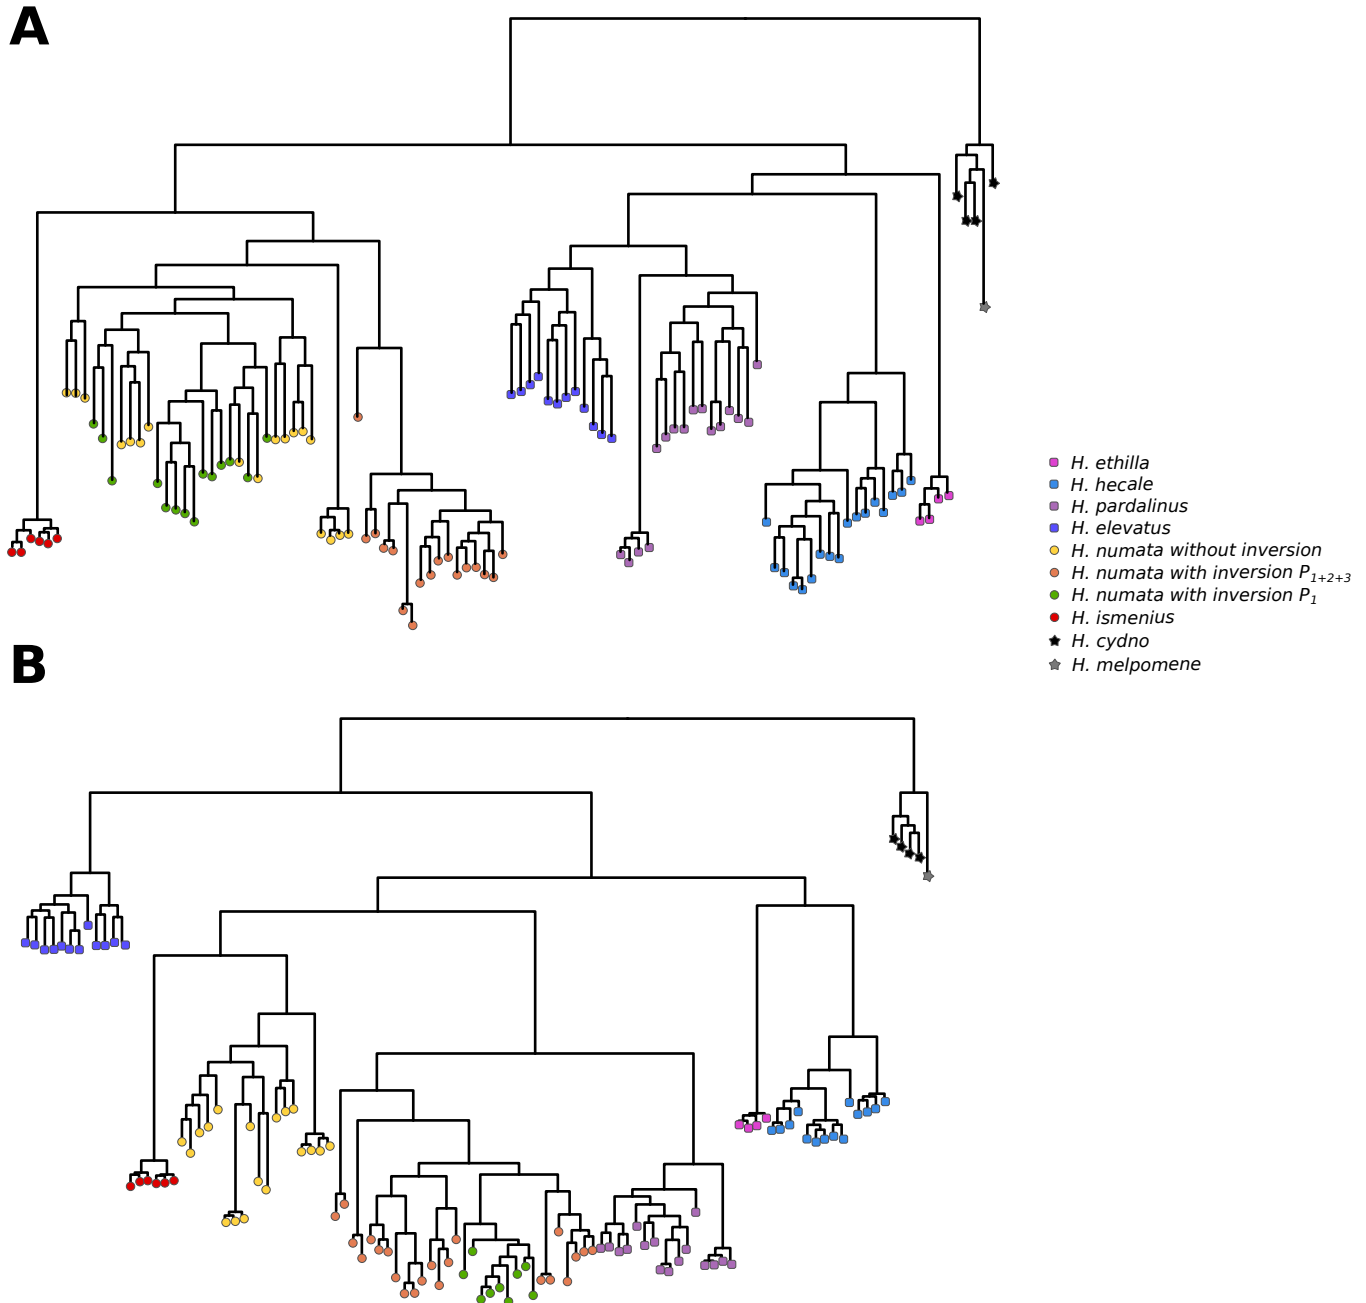 A
H. ethilla
H. hecale
H. pardalinus
H. elevatus
H. numata without inversion
H. numata with inversion P1+2+3
H. numata with inversion P1
H. ismenius
H. cydno
H. melpomene
B